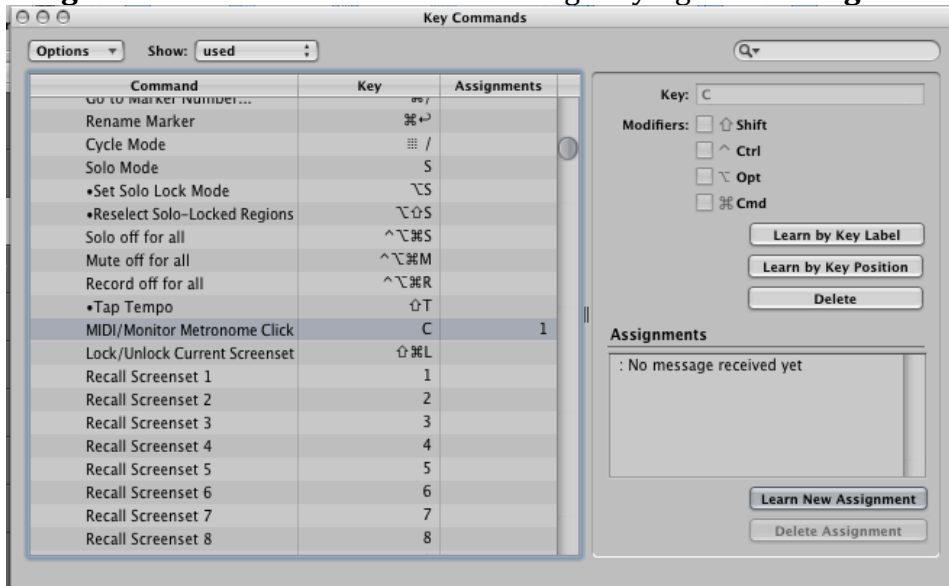 Key Commands
Options Show: used
Command Key Assignments
Go to Marker Number... ⌘/
Rename Marker ⌘↩
Cycle Mode /
Solo Mode S
•Set Solo Lock Mode ⌥S
•Reselect Solo-Locked Regions ⌥⇧S
Solo off for all ^⌥⌘S
Mute off for all ^⌥⌘M
Record off for all ^⌥⌘R
•Tap Tempo ⇧T
MIDI/Monitor Metronome Click C 1
Lock/Unlock Current Screenset ⇧⌘L
Recall Screenset 1 1
Recall Screenset 2 2
Recall Screenset 3 3
Recall Screenset 4 4
Recall Screenset 5 5
Recall Screenset 6 6
Recall Screenset 7 7
Recall Screenset 8 8
Key: C
Modifiers: ⇧ Shift
^ Ctrl
⌥ Opt
⌘ Cmd
Learn by Key Label
Learn by Key Position
Delete
Assignments
: No message received yet
Learn New Assignment
Delete Assignment